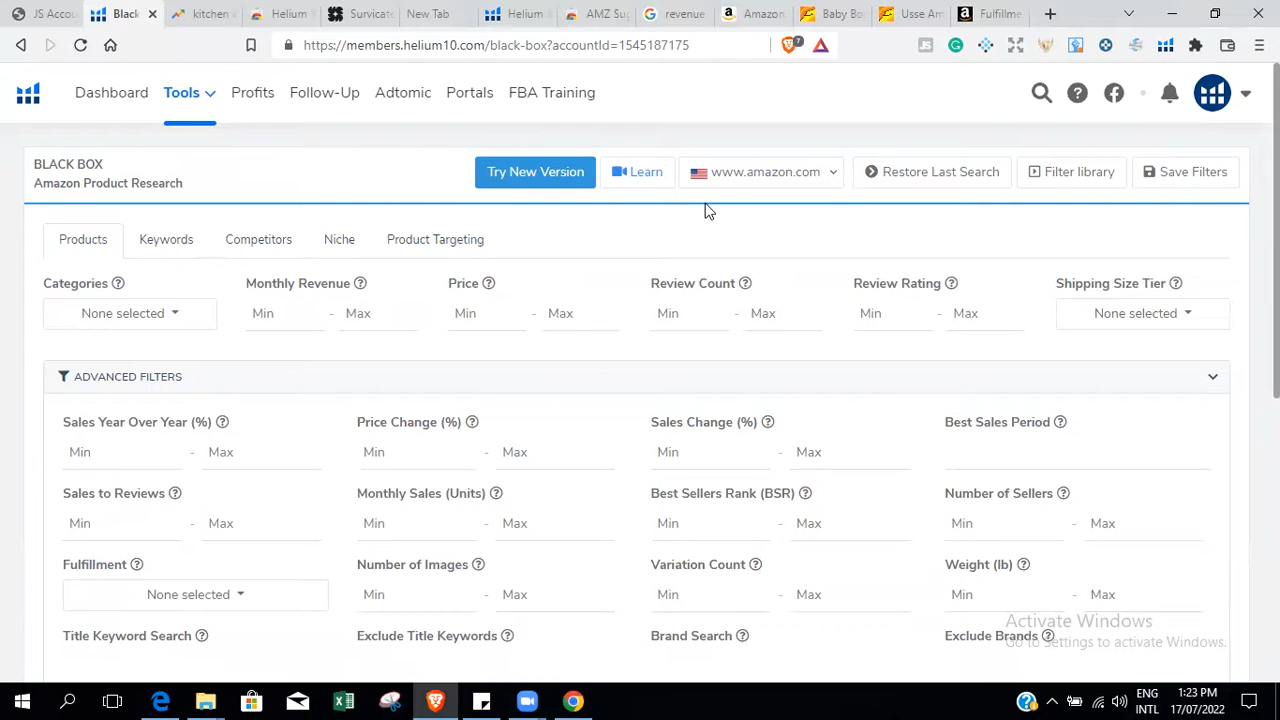 JS Accou
Black
kitchen
Helium
Survicate
New Tab
Helium
AMZ Sug
revenue
Amazon
Baby Bo
Usse Am
Fulfillme
https://members.helium10.com/black-box?accountId=1545187175
7
Dashboard
Tools
Profits
Follow-Up
Adtomic
Portals
FBA Training
BLACK BOX
Amazon Product Research
Try New Version
Learn
www.amazon.com
Restore Last Search
Filter library
Save Filters
Products
Keywords
Competitors
Niche
Product Targeting
Categories
Monthly Revenue
Price
Review Count
Review Rating
Shipping Size Tier
None selected
Min - Max
Min - Max
Min - Max
Min - Max
None selected
ADVANCED FILTERS
Sales Year Over Year (%)
Price Change (%)
Sales Change (%)
Best Sales Period
Min - Max
Min - Max
Min - Max
Sales to Reviews
Monthly Sales (Units)
Best Sellers Rank (BSR)
Number of Sellers
Min - Max
Min - Max
Min - Max
Min - Max
Fulfillment
Number of Images
Variation Count
Weight (lb)
None selected
Min - Max
Min - Max
Min - Max
Activate Windows
Title Keyword Search
Exclude Title Keywords
Brand Search
Exclude Brands
Go to Settings to activate Windows.
ENG
INTL
1:23 PM
17/07/2022